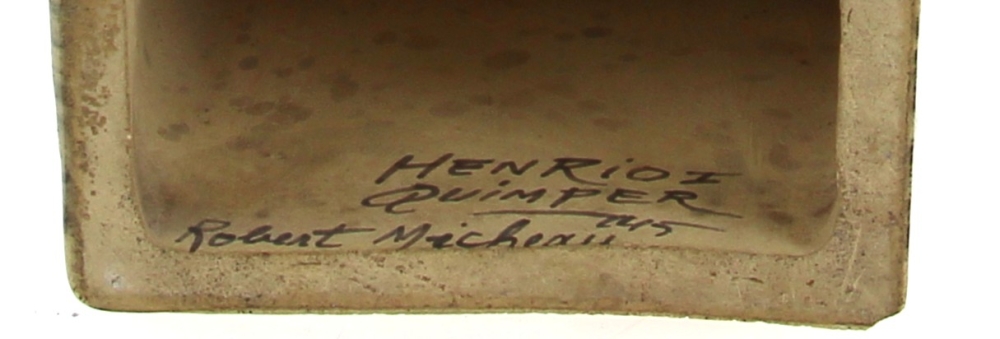 HENRIOT
QUIMPER
145
Robert Micheau